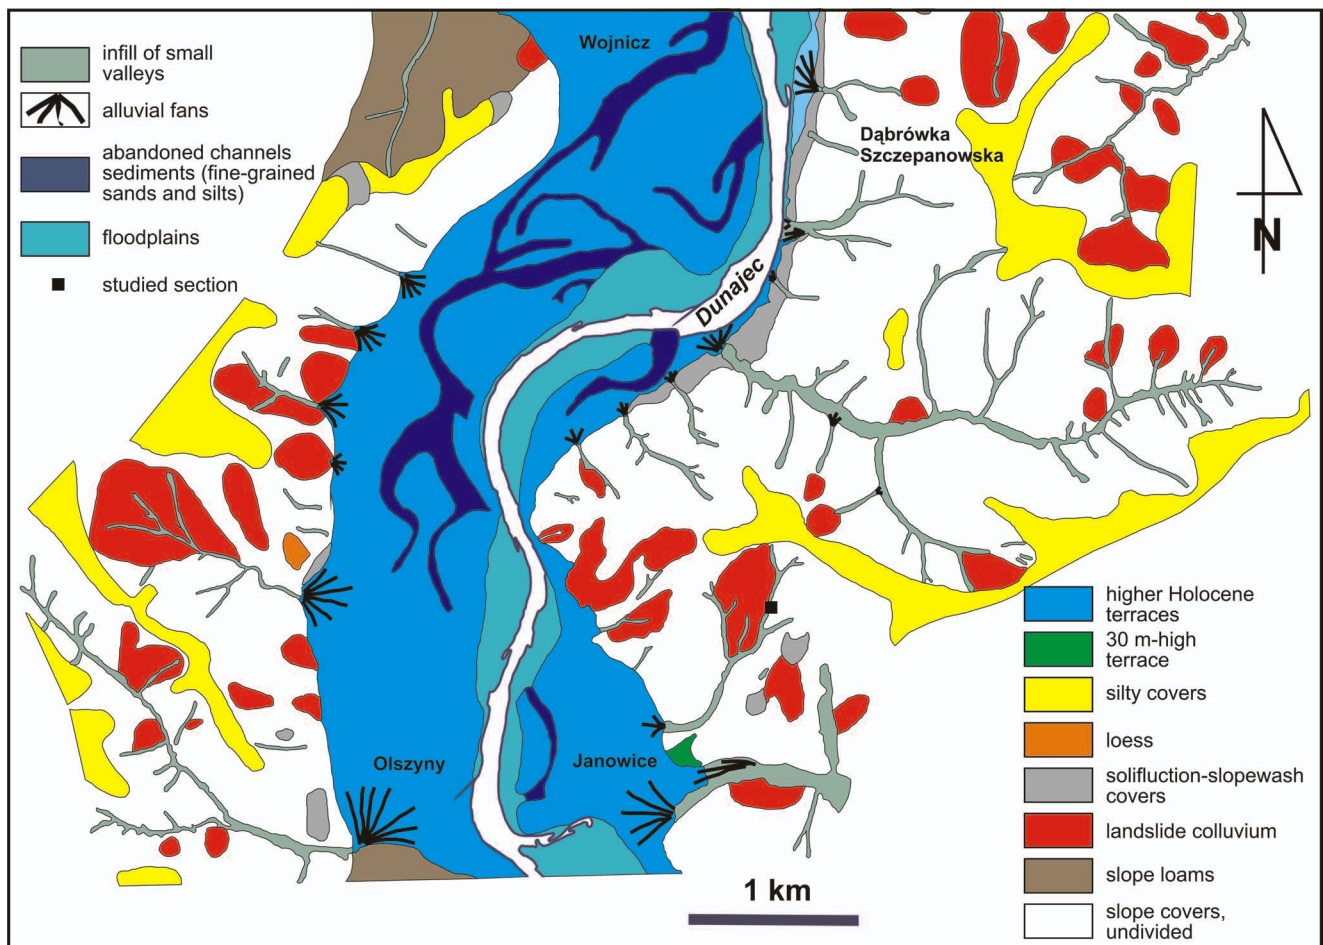 infill of small
valleys
alluvial fans
abandoned channels
sediments (fine-grained
sands and silts)
floodplains
studied section
Wojnicz
Dąbrówka
Szczepanowska
N
Dunajec
Olszyny
Janowice
higher Holocene
terraces
30 m-high
terrace
silty covers
loess
solifluction-slopewash
covers
landslide colluvium
slope loams
slope covers,
undivided
1 km